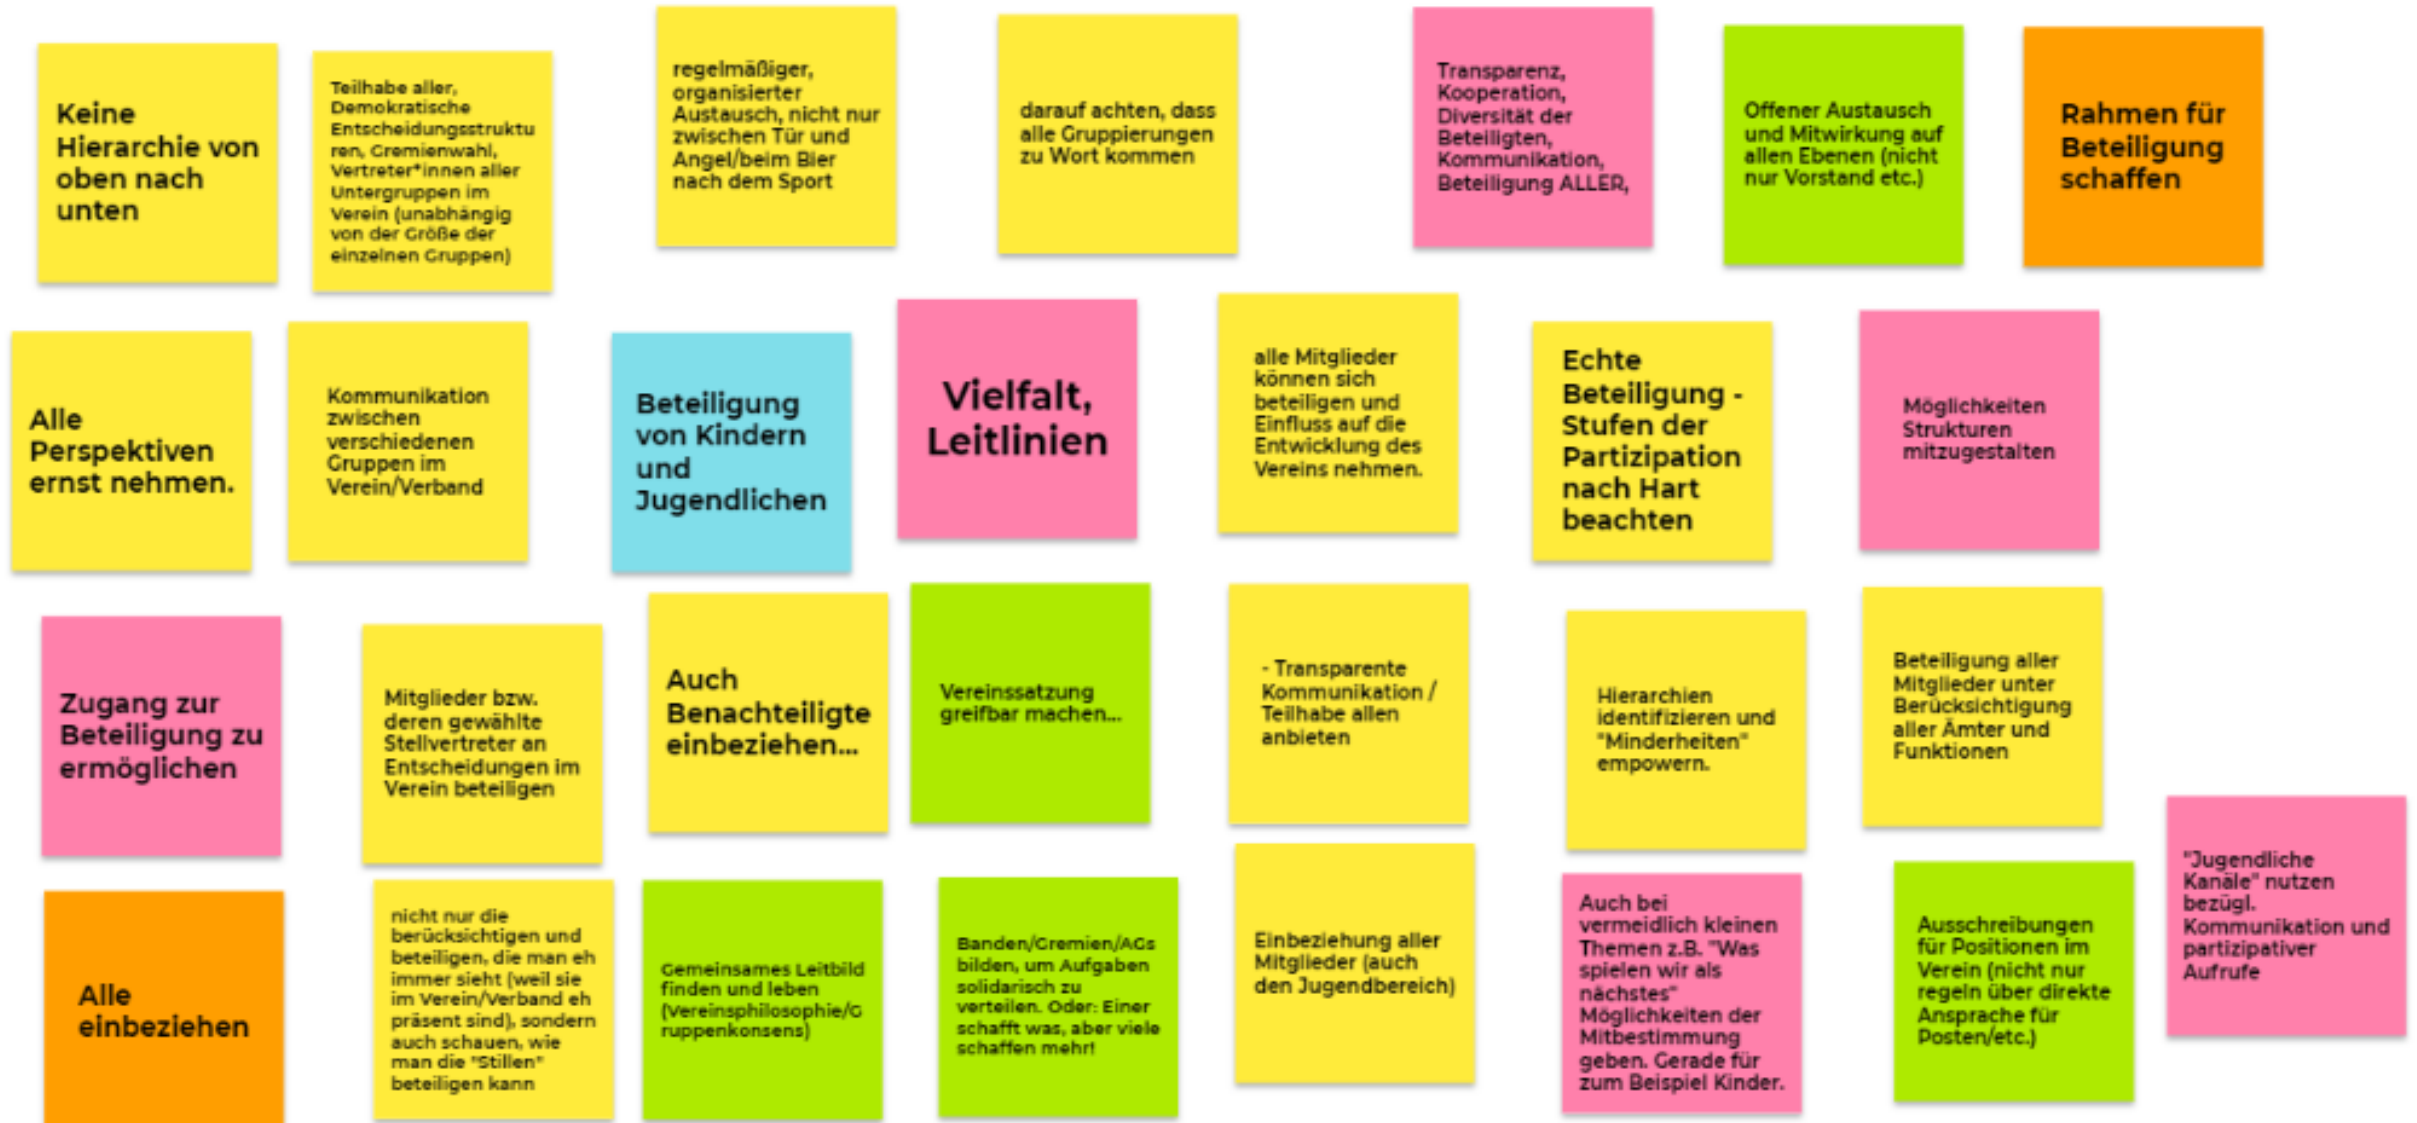 Keine
Hierarchie von
oben nach
unten
Teilhabe aller,
Demokratische
Entscheidungsstruktu
ren, Gremienwahl,
Vertreter*innen aller
Untergruppen im
Verein (unabhängig
von der Größe der
einzelnen Gruppen)
regelmäßiger,
organisierter
Austausch, nicht nur
zwischen Tür und
Angel/beim Bier
nach dem Sport
darauf achten, dass
alle Gruppierungen
zu Wort kommen
Transparenz,
Kooperation,
Diversität der
Beteiligten,
Kommunikation,
Beteiligung ALLER,
Offener Austausch
und Mitwirkung auf
allen Ebenen (nicht
nur Vorstand etc.)
Rahmen für
Beteiligung
schaffen
Alle
Perspektiven
ernst nehmen.
Kommunikation
zwischen
verschiedenen
Gruppen im
Verein/Verband
Beteiligung
von Kindern
und
Jugendlichen
Vielfalt,
Leitlinien
alle Mitglieder
können sich
beteiligen und
Einfluss auf die
Entwicklung des
Vereins nehmen.
Echte
Beteiligung -
Stufen der
Partizipation
nach Hart
beachten
Möglichkeiten
Strukturen
mitzugestalten
Zugang zur
Beteiligung zu
ermöglichen
Mitglieder bzw.
deren gewählte
Stellvertreter an
Entscheidungen im
Verein beteiligen
Auch
Benachteiligte
einbeziehen...
Vereinssatzung
greifbar machen...
- Transparente
Kommunikation /
Teilhabe allen
anbieten
Hierarchien
identifizieren und
"Minderheiten"
empowern.
Beteiligung aller
Mitglieder unter
Berücksichtigung
aller Ämter und
Funktionen
Alle
einbeziehen
nicht nur die
berücksichtigen und
beteiligen, die man eh
immer sieht (weil sie
im Verein/Verband eh
präsent sind), sondern
auch schauen, wie
man die "Stillen"
beteiligen kann
Gemeinsames Leitbild
finden und leben
(Vereinsphilosophie/G
ruppenkonsens)
Banden/Gremien/AGs
bilden, um Aufgaben
solidarisch zu
verteilen. Oder: Einer
schafft was, aber viele
schaffen mehr!
Einbeziehung aller
Mitglieder (auch
den Jugendbereich)
Auch bei
vermeidlich kleinen
Themen z.B. "Was
spielen wir als
nächstes"
Möglichkeiten der
Mitbestimmung
geben. Gerade für
zum Beispiel Kinder.
Ausschreibungen
für Positionen im
Verein (nicht nur
regeln über direkte
Ansprache für
Posten/etc.)
"Jugendliche
Kanäle" nutzen
bezügl.
Kommunikation und
partizipativer
Aufrufe